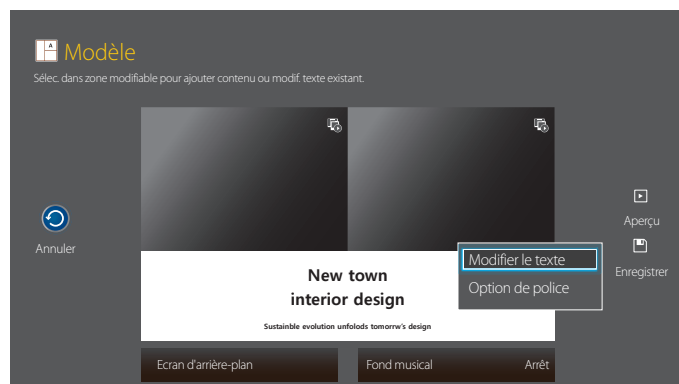 Modèle
Sélec. dans zone modifiable pour ajouter contenu ou modif. texte existant.
Annuler
New town
interior design
Sustainble evolution unfolods tomorrw's design
Modifier le texte
Option de police
Aperçu
Enregistrer
Ecran d'arrière-plan
Fond musical Arrêt